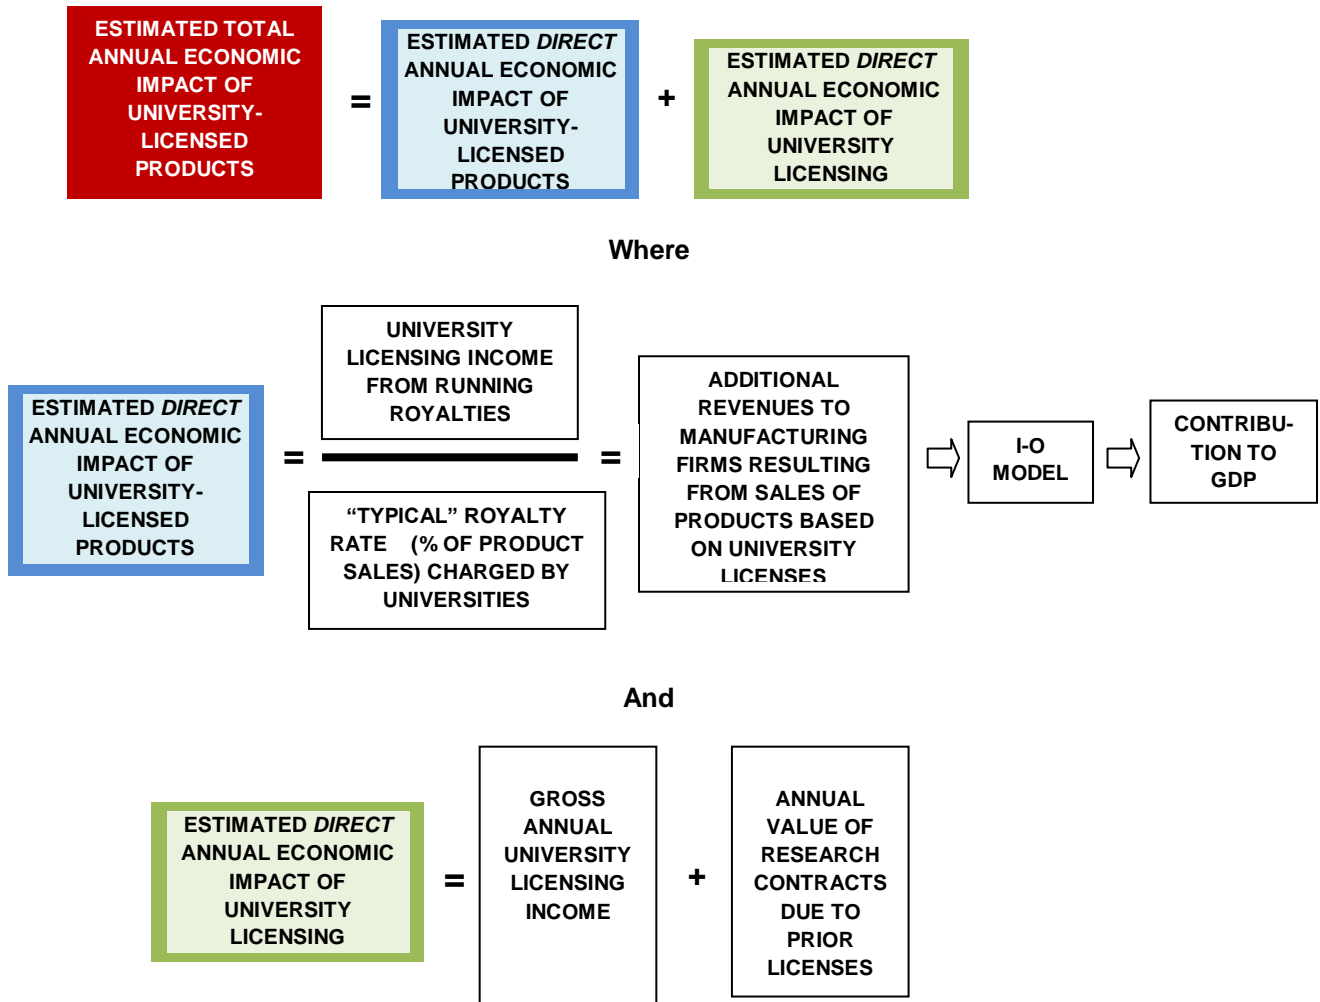 ESTIMATED TOTAL
ANNUAL ECONOMIC
IMPACT OF
UNIVERSITY-
LICENSED
PRODUCTS
=
ESTIMATED DIRECT
ANNUAL ECONOMIC
IMPACT OF
UNIVERSITY-
LICENSED
PRODUCTS
+
ESTIMATED DIRECT
ANNUAL ECONOMIC
IMPACT OF
UNIVERSITY
LICENSING
Where
ESTIMATED DIRECT
ANNUAL ECONOMIC
IMPACT OF
UNIVERSITY-
LICENSED
PRODUCTS
=
UNIVERSITY
LICENSING INCOME
FROM RUNNING
ROYALTIES
“TYPICAL” ROYALTY
RATE (% OF PRODUCT
SALES) CHARGED BY
UNIVERSITIES
=
ADDITIONAL
REVENUES TO
MANUFACTURING
FIRMS RESULTING
FROM SALES OF
PRODUCTS BASED
ON UNIVERSITY
LICENSES
I-O
MODEL
CONTRIBU-
TION TO
GDP
And
ESTIMATED DIRECT
ANNUAL ECONOMIC
IMPACT OF
UNIVERSITY
LICENSING
=
GROSS
ANNUAL
UNIVERSITY
LICENSING
INCOME
+
ANNUAL
VALUE OF
RESEARCH
CONTRACTS
DUE TO
PRIOR
LICENSES